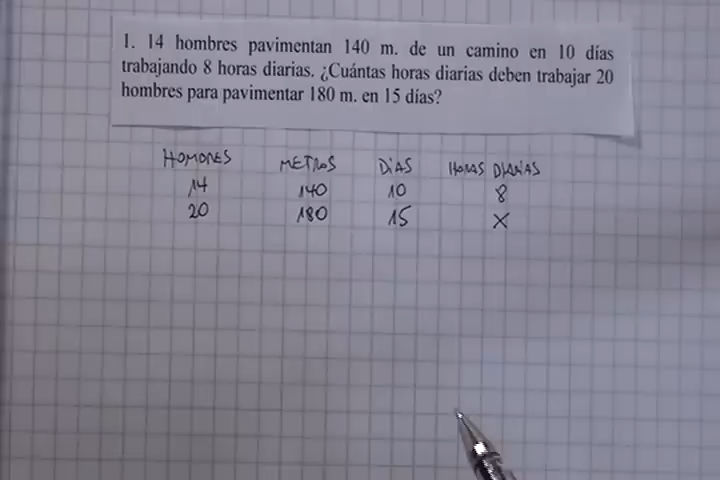 1. 14 hombres pavimentan 140 m. de un camino en 10 días
trabajando 8 horas diarias. ¿Cuántas horas diarias deben trabajar 20
hombres para pavimentar 180 m. en 15 días?
HOMBRES METROS DÍAS HORAS DIARIAS
14 140 10 8
20 180 15 X